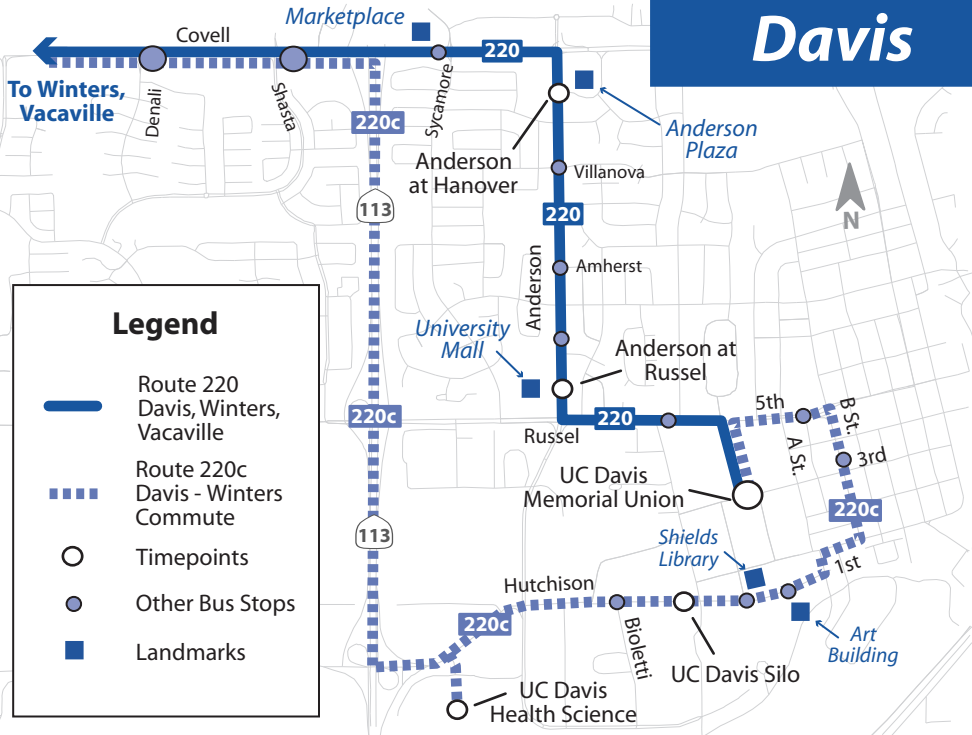 Marketplace
Davis
Covell
220
To Winters,
Vacaville
Denali
Shasta
Sycamore
220c
Anderson
Plaza
Anderson
at Hanover
Villanova
113
220
N
Anderson
Amherst
Legend
Route 220
Davis, Winters,
Vacaville
Route 220c
Davis - Winters
Commute
Timepoints
Other Bus Stops
Landmarks
University
Mall
Anderson at
Russel
220c
220
Russel
5th
B St.
A St.
3rd
UC Davis
Memorial Union
220c
113
Shields
Library
1st
Hutchison
220c
Bioletti
Art
Building
UC Davis Silo
UC Davis
Health Science